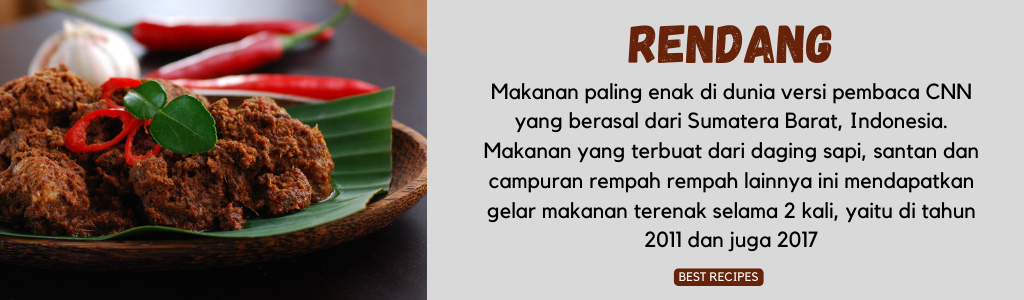 RENDANG
Makanan paling enak di dunia versi pembaca CNN
yang berasal dari Sumatera Barat, Indonesia.
Makanan yang terbuat dari daging sapi, santan dan
campuran rempah rempah lainnya ini mendapatkan
gelar makanan terenak selama 2 kali, yaitu di tahun
2011 dan juga 2017
BEST RECIPES